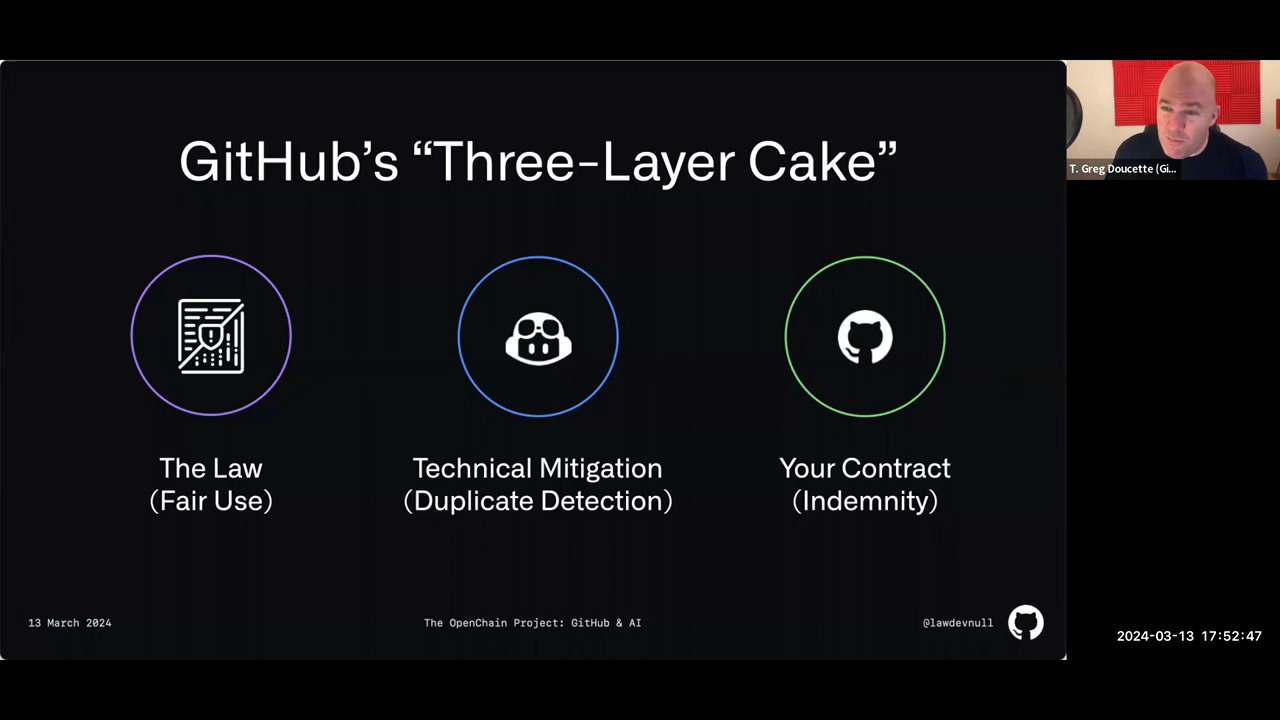 GitHub’s “Three-Layer Cake”
The Law
(Fair Use)
Technical Mitigation
(Duplicate Detection)
Your Contract
(Indemnity)
13 March 2024
The OpenChain Project: GitHub & AI
@lawdevnull
T. Greg Doucette (Gi...
2024-03-13 17:52:47